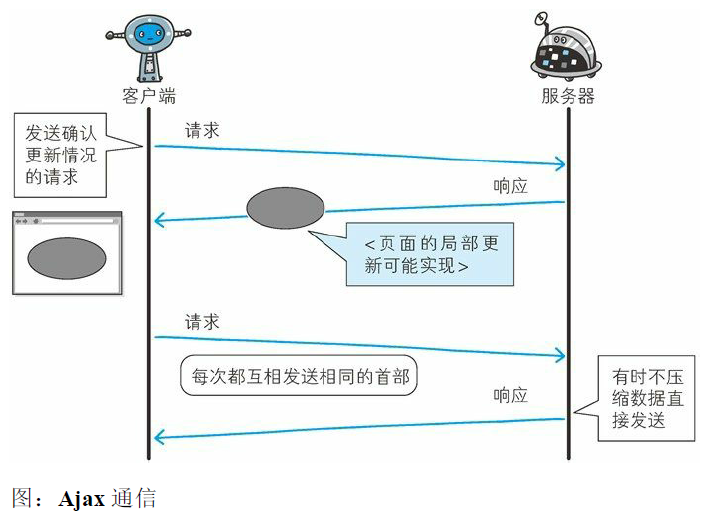 客户端
服务器
发送确认
更新情况
的请求
请求
响应
<页面的局部更
新可能实现>
请求
每次都互相发送相同的首部
响应
有时不压
缩数据直
接发送
图：Ajax 通信